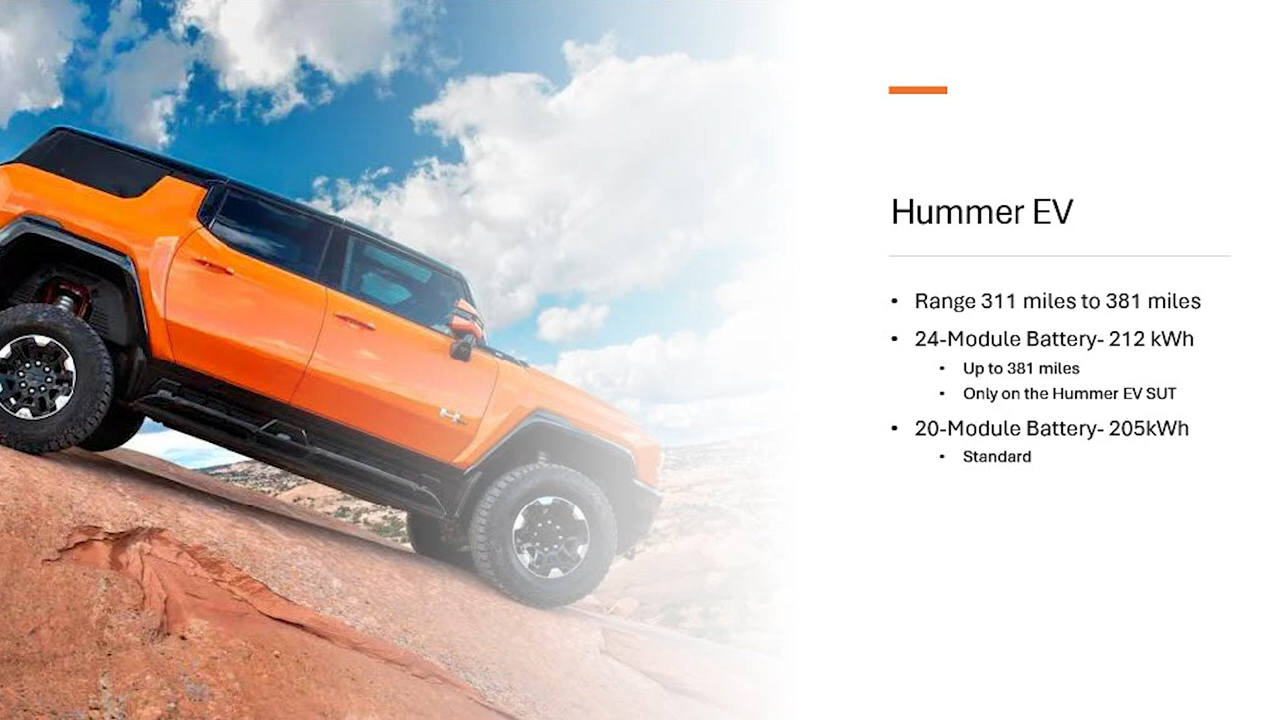 Hummer EV
• Range 311 miles to 381 miles
• 24-Module Battery- 212 kWh
• Up to 381 miles
• Only on the Hummer EV SUT
• 20-Module Battery- 205kWh
• Standard